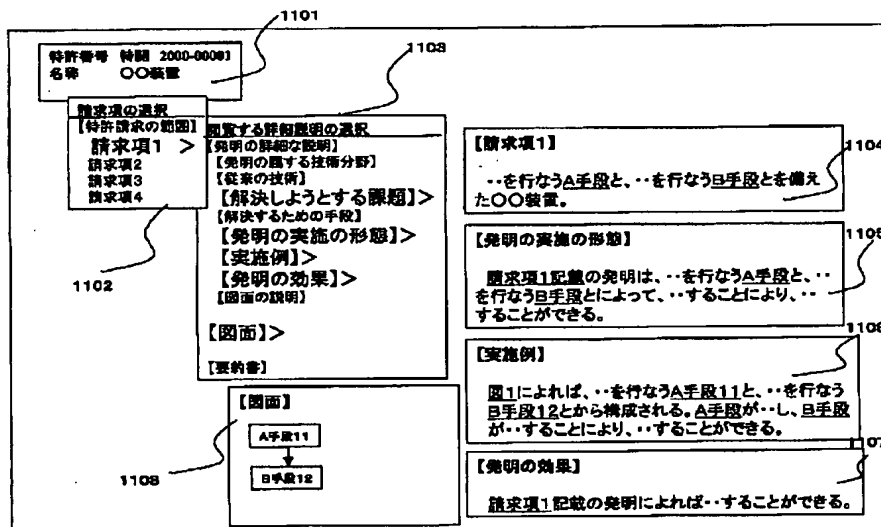 1101
1103
特許番号 特開 2000-00001
名称 〇〇装置
請求項の選択
【特許請求の範囲】
請求項1 >
請求項2
請求項3
請求項4
1102
閲覧する詳細説明の選択
【発明の詳細な説明】
【発明の属する技術分野】
【従来の技術】
【解決しようとする課題】>
【解決するための手段】
【発明の実施の形態】>
【実施例】>
【発明の効果】>
【図面の説明】
【図面】>
【要約書】
【請求項1】
‥を行なうA手段と、‥を行なうB手段とを備え
た〇〇装置。
1104
【発明の実施の形態】
請求項1記載の発明は、‥を行なうA手段と、‥
を行なうB手段とによって、‥することにより、‥
することができる。
1105
1106
【実施例】
図1によれば、‥を行なうA手段11と、‥を行なう
B手段12とから構成される。A手段が‥し、B手段
が‥することにより、‥することができる。
07
【発明の効果】
請求項1記載の発明によれば‥することができる。
【図面】
A手段11
B手段12
1108